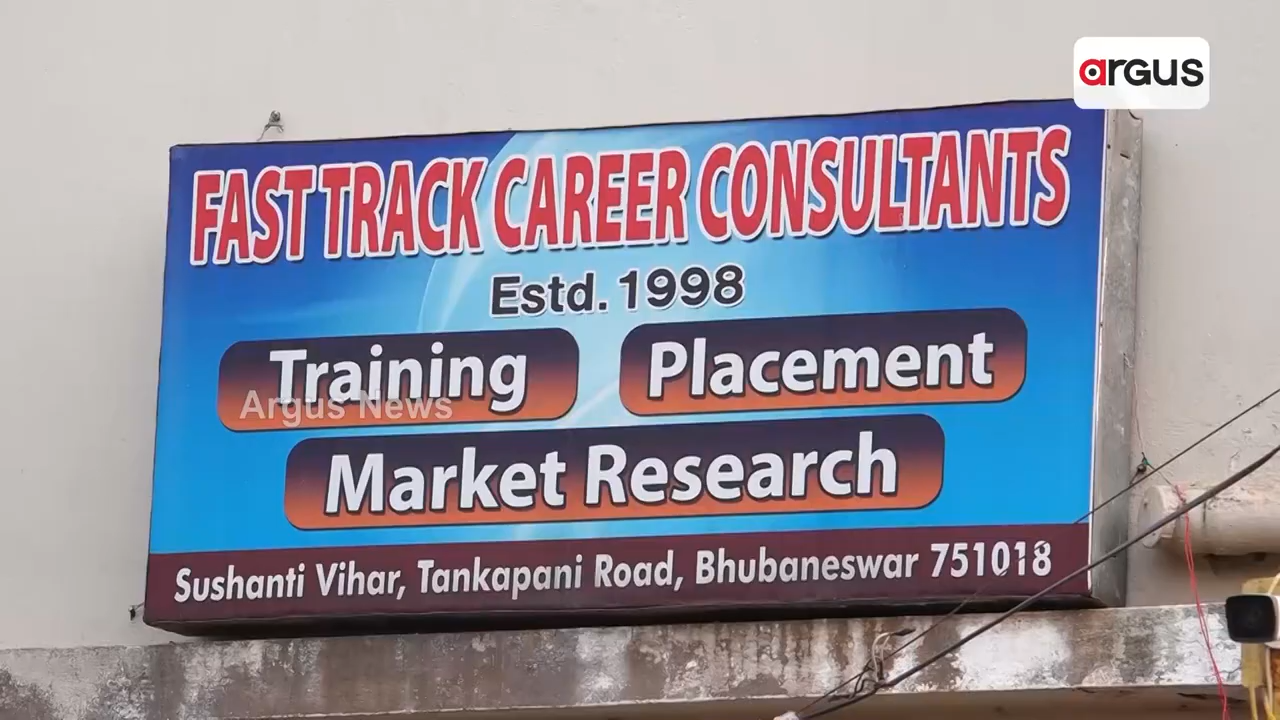 argus
FAST TRACK CAREER CONSULTANTS
Estd. 1998
Training Placement
Argus News
Market Research
Sushanti Vihar, Tankapani Road, Bhubaneswar 751018